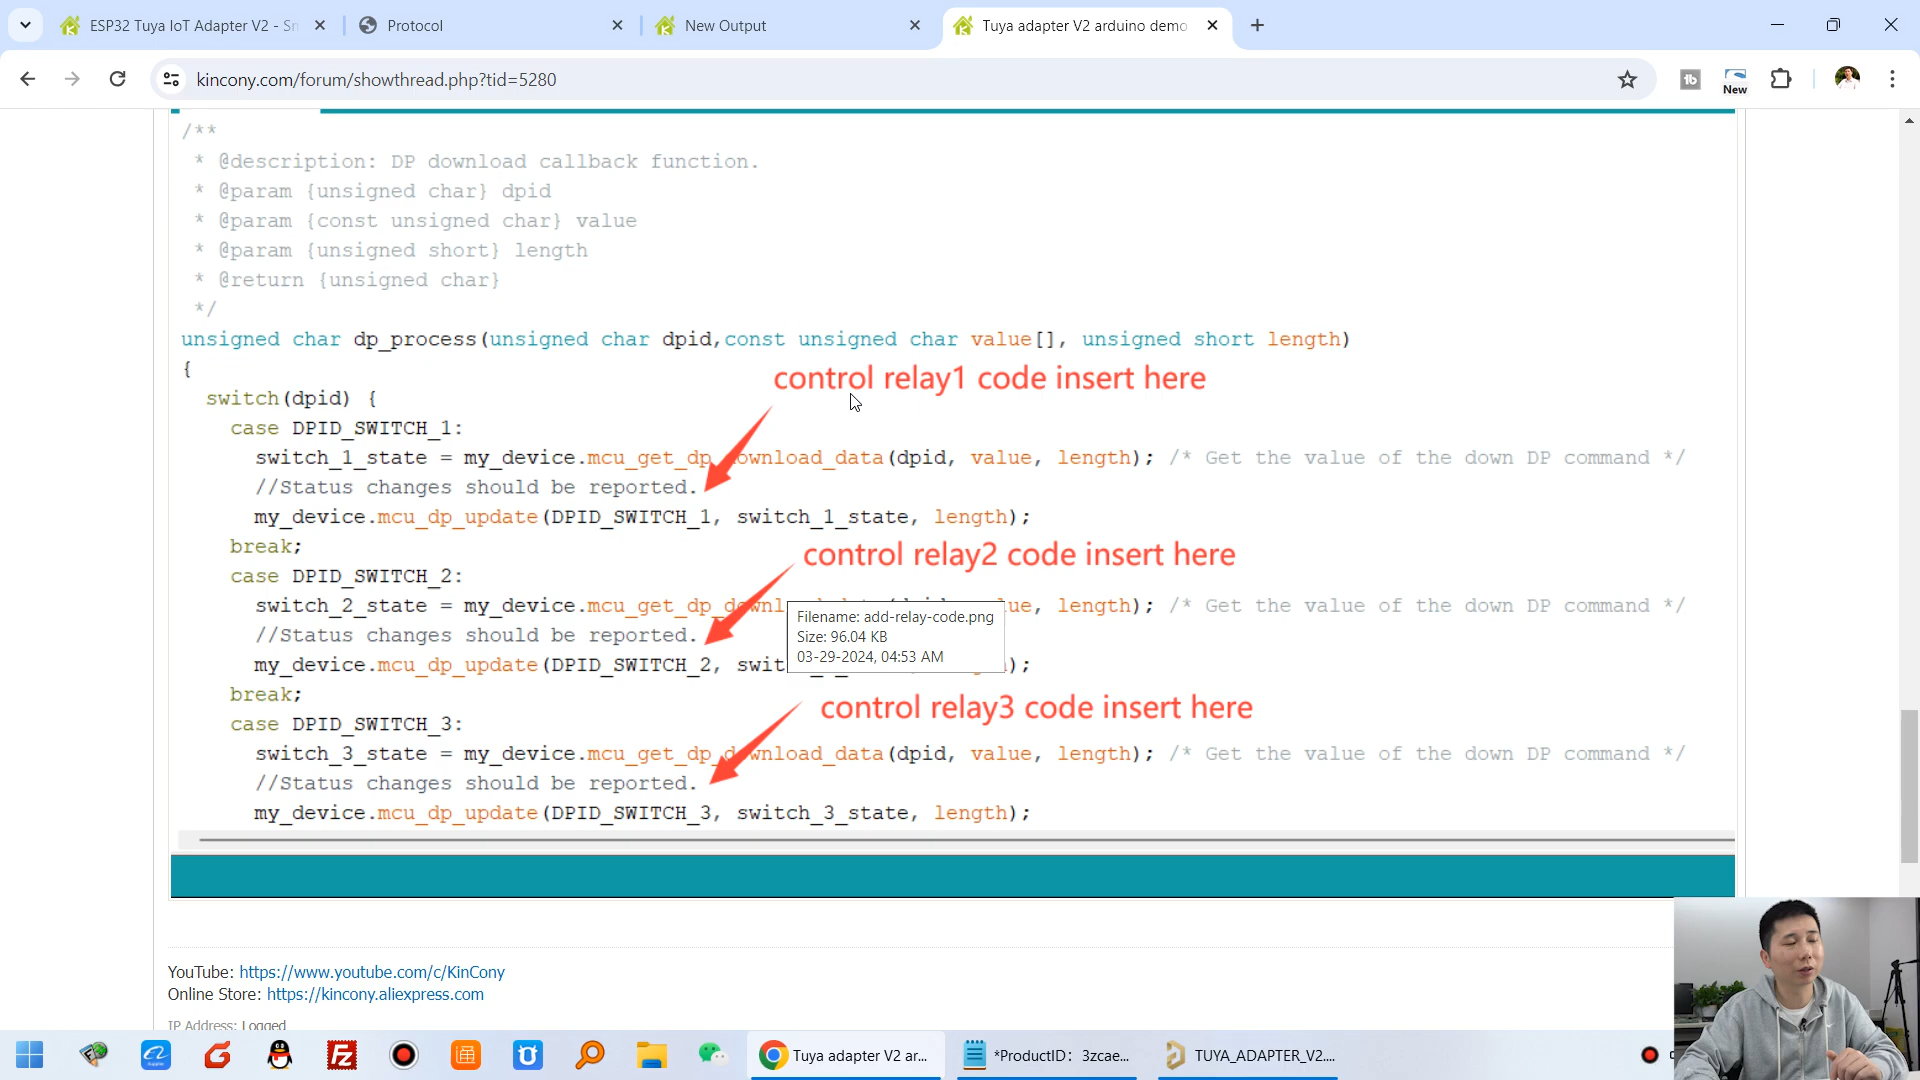 ESP32 Tuya IoT Adapter V2 - Sm
Protocol
New Output
Tuya adapter V2 arduino demo
kincony.com/forum/showthread.php?tid=5280
New
/**
* @description: DP download callback function.
* @param {unsigned char} dpid
* @param {const unsigned char} value
* @param {unsigned short} length
* @return {unsigned char}
*/
unsigned char dp_process(unsigned char dpid,const unsigned char value[], unsigned short length)
{
control relay1 code insert here
switch(dpid) {
case DPID_SWITCH_1:
switch_1_state = my_device.mcu_get_dp_download_data(dpid, value, length); /* Get the value of the down DP command */
//Status changes should be reported.
my_device.mcu_dp_update(DPID_SWITCH_1, switch_1_state, length);
break;
control relay2 code insert here
case DPID_SWITCH_2:
switch_2_state = my_device.mcu_get_dp_downl lue, length); /* Get the value of the down DP command */
Filename: add-relay-code.png
Size: 96.04 KB
03-29-2024, 04:53 AM
//Status changes should be reported.
my_device.mcu_dp_update(DPID_SWITCH_2, swit );
break;
control relay3 code insert here
case DPID_SWITCH_3:
switch_3_state = my_device.mcu_get_dp_download_data(dpid, value, length); /* Get the value of the down DP command */
//Status changes should be reported.
my_device.mcu_dp_update(DPID_SWITCH_3, switch_3_state, length);
YouTube: https://www.youtube.com/c/KinCony
Online Store: https://kincony.aliexpress.com
IP Address: Logged
Tuya adapter V2 ar...
*ProductID：3zcae...
TUYA_ADAPTER_V2....